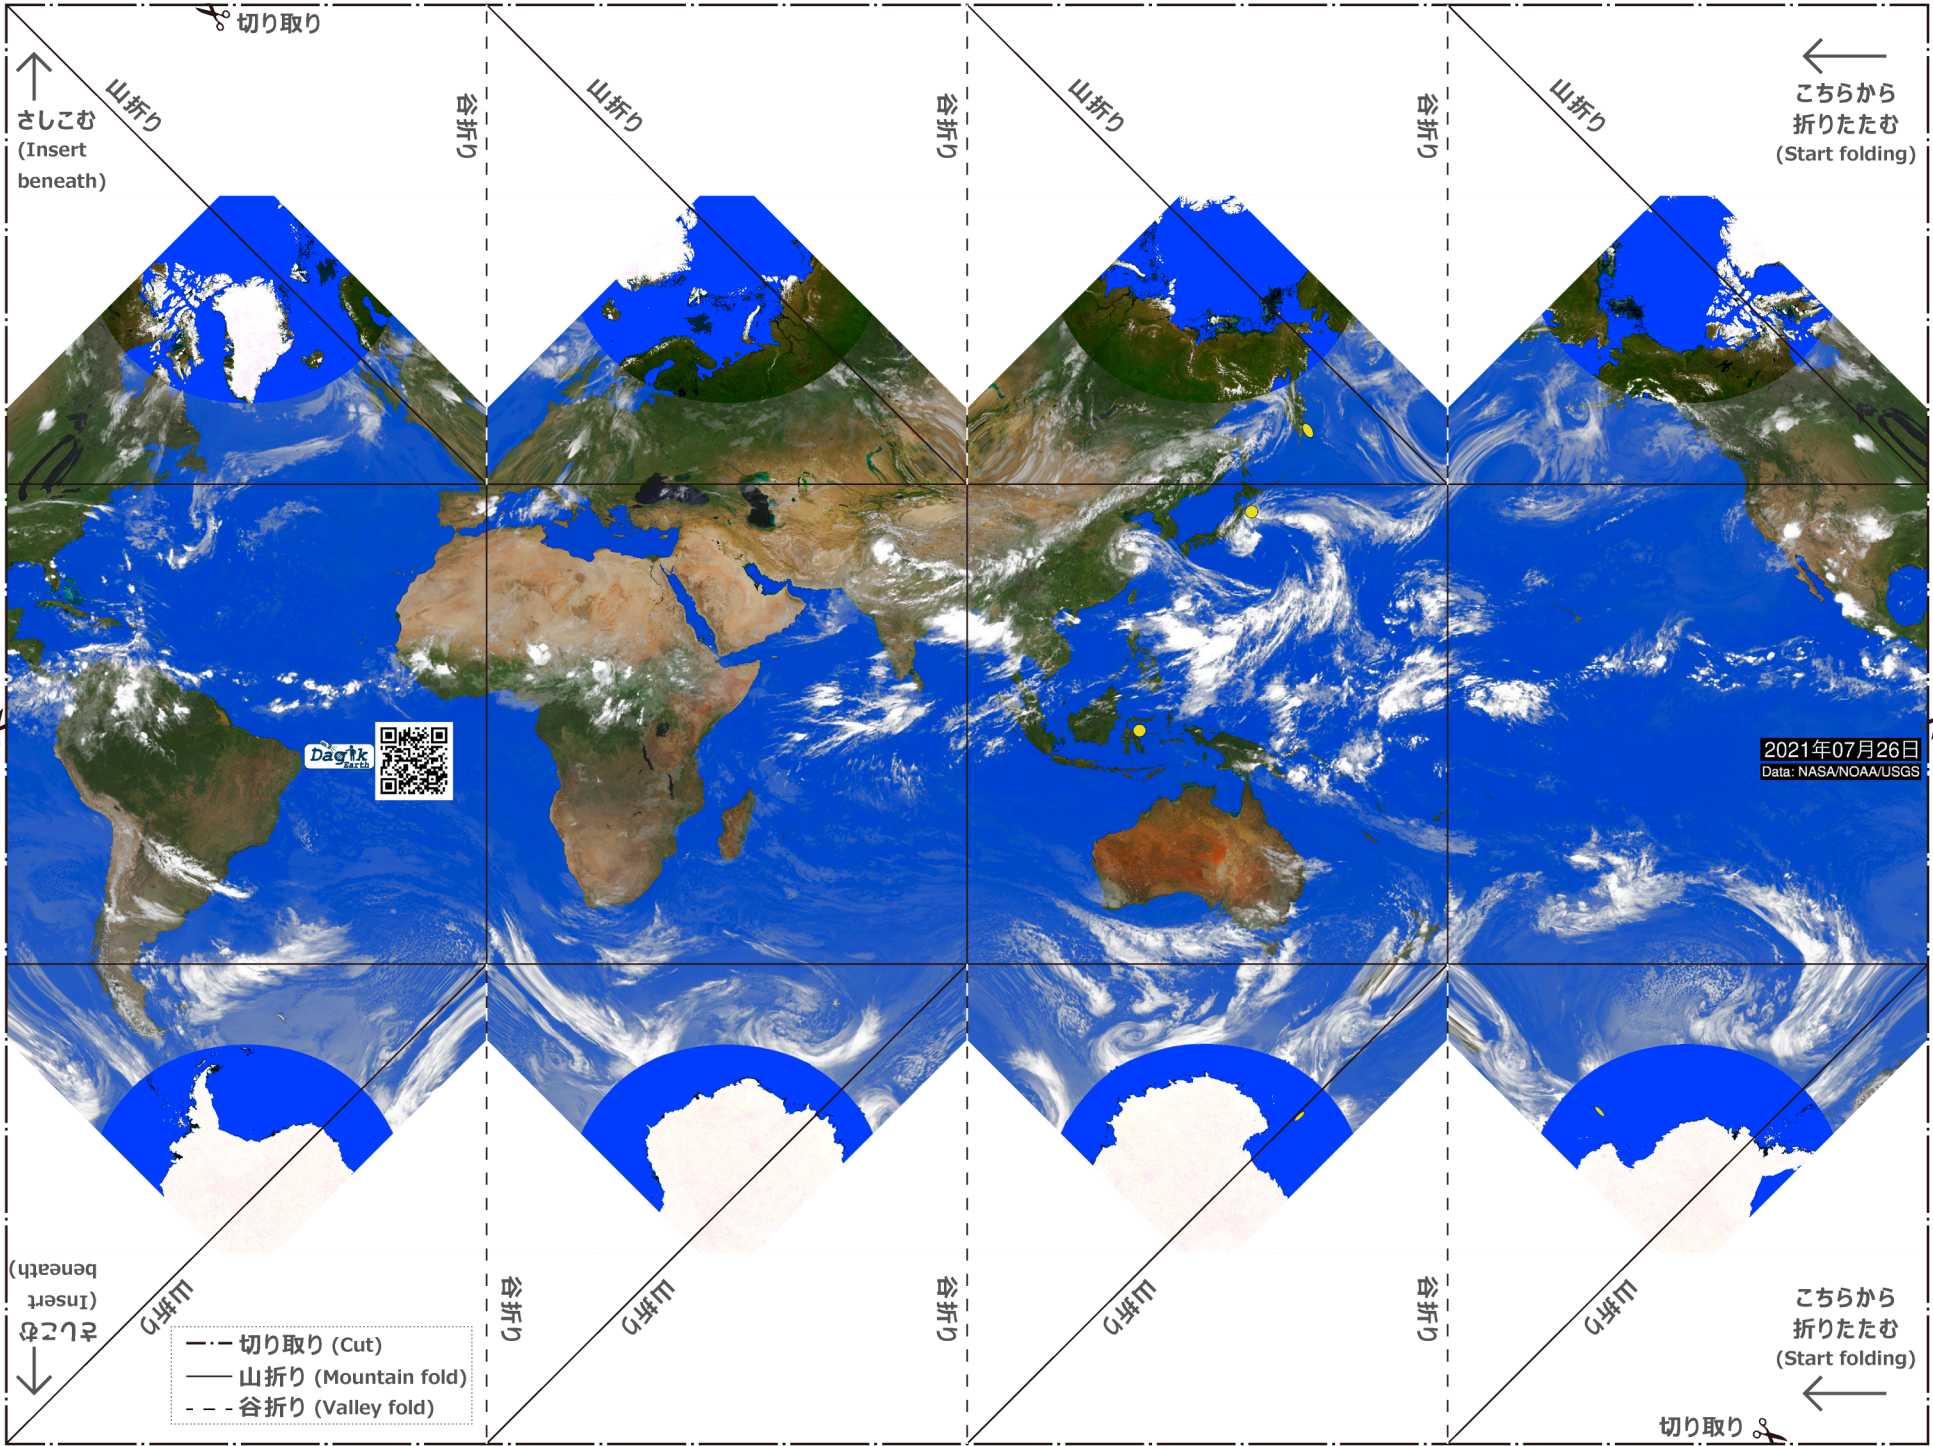 切り取り
山折り
谷折り
山折り
谷折り
山折り
谷折り
山折り
さしこむ
(Insert
beneath)
こちらから
折りたたむ
(Start folding)
Dagik
Earth
2021年07月26日
Data: NASA/NOAA/USGS
さしこむ
(Insert
beneath)
山折り
谷折り
山折り
谷折り
山折り
谷折り
山折り
こちらから
折りたたむ
(Start folding)
切り取り (Cut)
山折り (Mountain fold)
谷折り (Valley fold)
切り取り